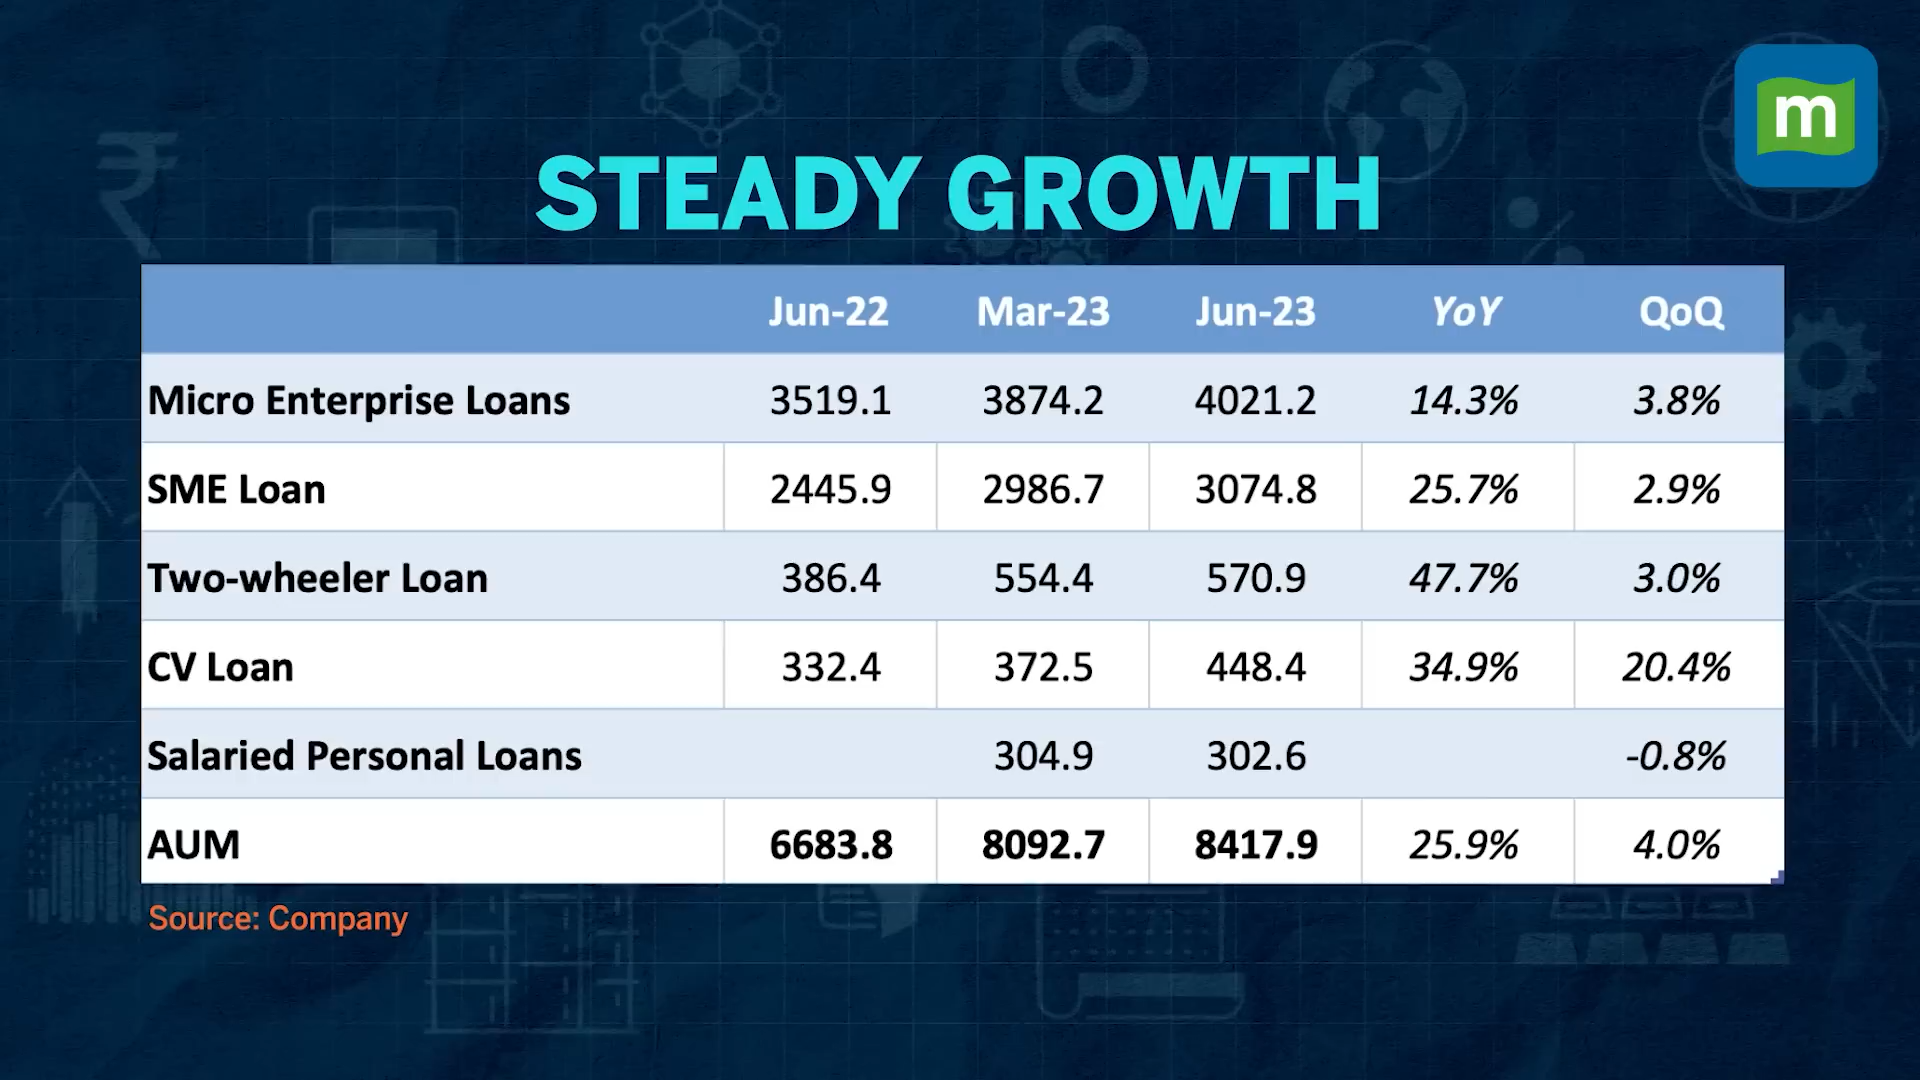 m
STEADY GROWTH
Jun-22 Mar-23 Jun-23 YoY QoQ
Micro Enterprise Loans 3519.1 3874.2 4021.2 14.3% 3.8%
SME Loan 2445.9 2986.7 3074.8 25.7% 2.9%
Two-wheeler Loan 386.4 554.4 570.9 47.7% 3.0%
CV Loan 332.4 372.5 448.4 34.9% 20.4%
Salaried Personal Loans 304.9 302.6 -0.8%
AUM 6683.8 8092.7 8417.9 25.9% 4.0%
Source: Company